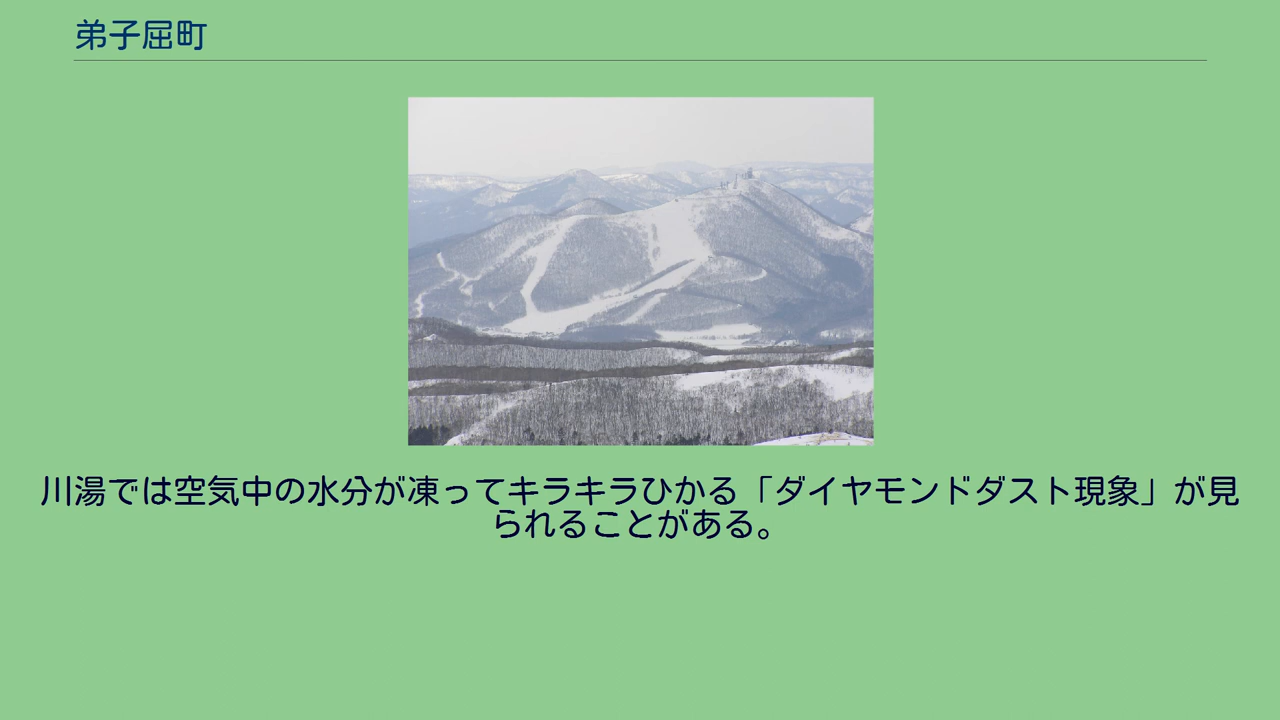 弟子屈町
川湯では空気中の水分が凍ってキラキラひかる「ダイヤモンドダスト現象」が見
られることがある。